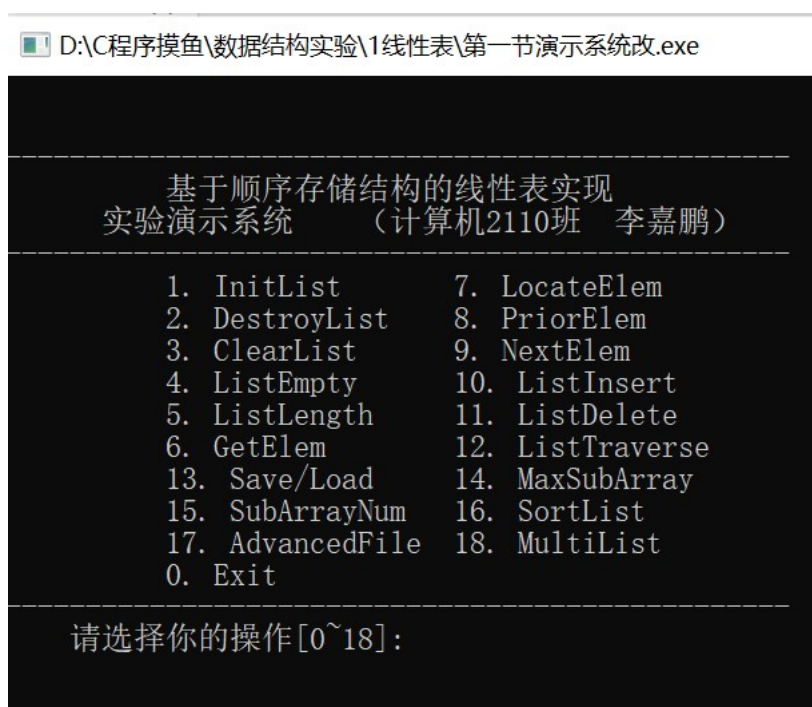 D:\C程序摸鱼\数据结构实验\1线性表\第一节演示系统改.exe
基于顺序存储结构的线性表实现
实验演示系统 （计算机2110班 李嘉鹏）
1. InitList 7. LocateElem
2. DestroyList 8. PriorElem
3. ClearList 9. NextElem
4. ListEmpty 10. ListInsert
5. ListLength 11. ListDelete
6. GetElem 12. ListTraverse
13. Save/Load 14. MaxSubArray
15. SubArrayNum 16. SortList
17. AdvancedFile 18. MultiList
0. Exit
请选择你的操作[0~18]: